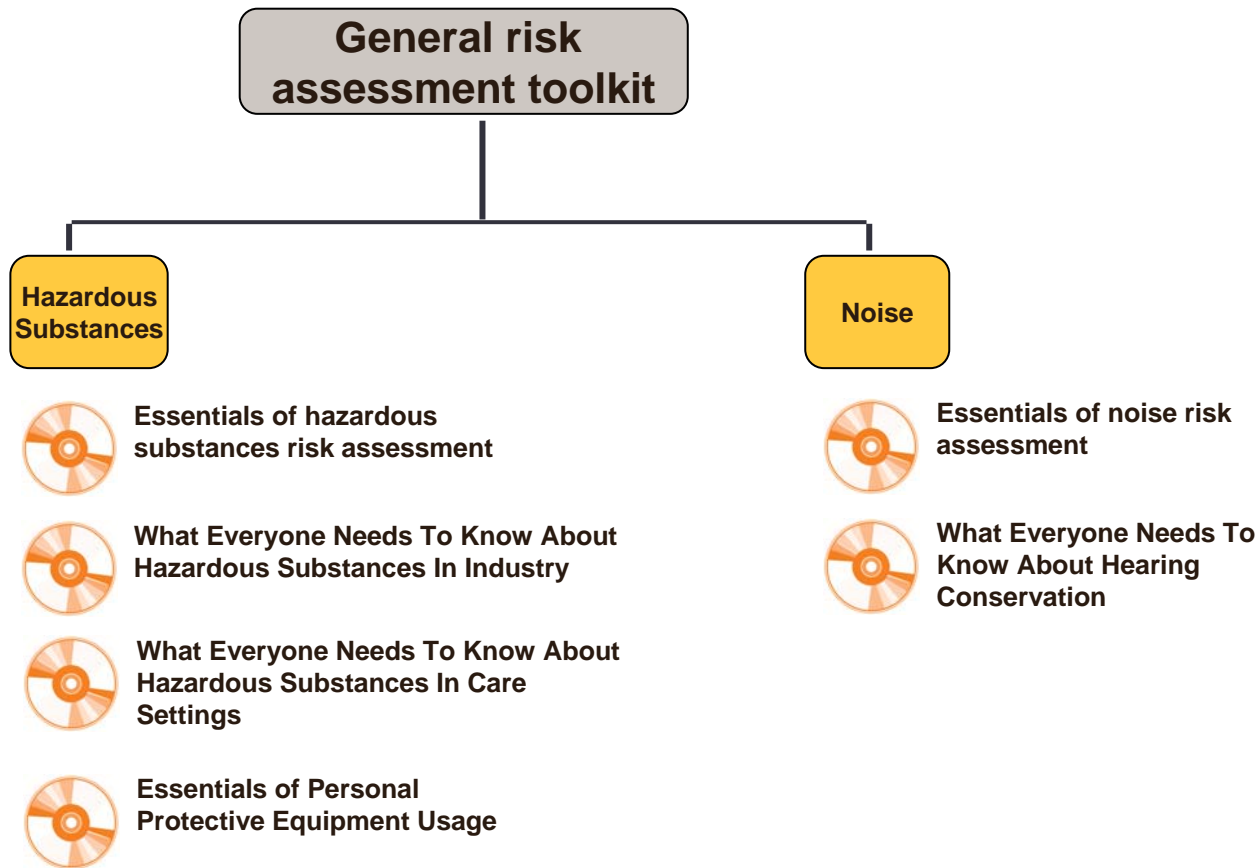 General risk
assessment toolkit
Hazardous
Substances
Essentials of hazardous
substances risk assessment
What Everyone Needs To Know About
Hazardous Substances In Industry
What Everyone Needs To Know About
Hazardous Substances In Care
Settings
Essentials of Personal
Protective Equipment Usage
Noise
Essentials of noise risk
assessment
What Everyone Needs To
Know About Hearing
Conservation